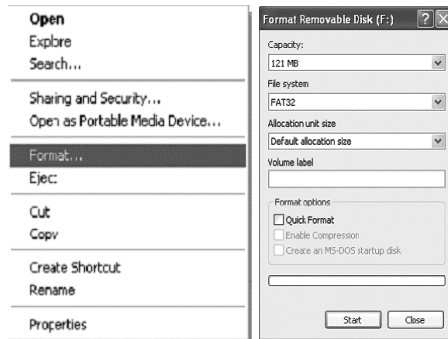 Open
Explore
Search...
Sharing and Security...
Open as Portable Media Device...
Format...
Eject
Cut
Copy
Create Shortcut
Rename
Properties
Format Removable Disk (F:)
Capacity:
121 MB
File system
FAT32
Allocation unit size
Default allocation size
Volume label
Format options
Quick Format
Enable Compression
Create an MS-DOS startup disk
Start Close